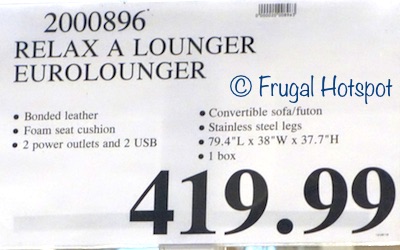 2000896
RELAX A LOUNGER
EUROLOUNGER
© Frugal Hotspot
• Bonded leather
• Foam seat cushion
• 2 power outlets and 2 USB
• Convertible sofa/futon
• Stainless steel legs
• 79.4"L x 38"W x 37.7"H
• 1 box
419.99